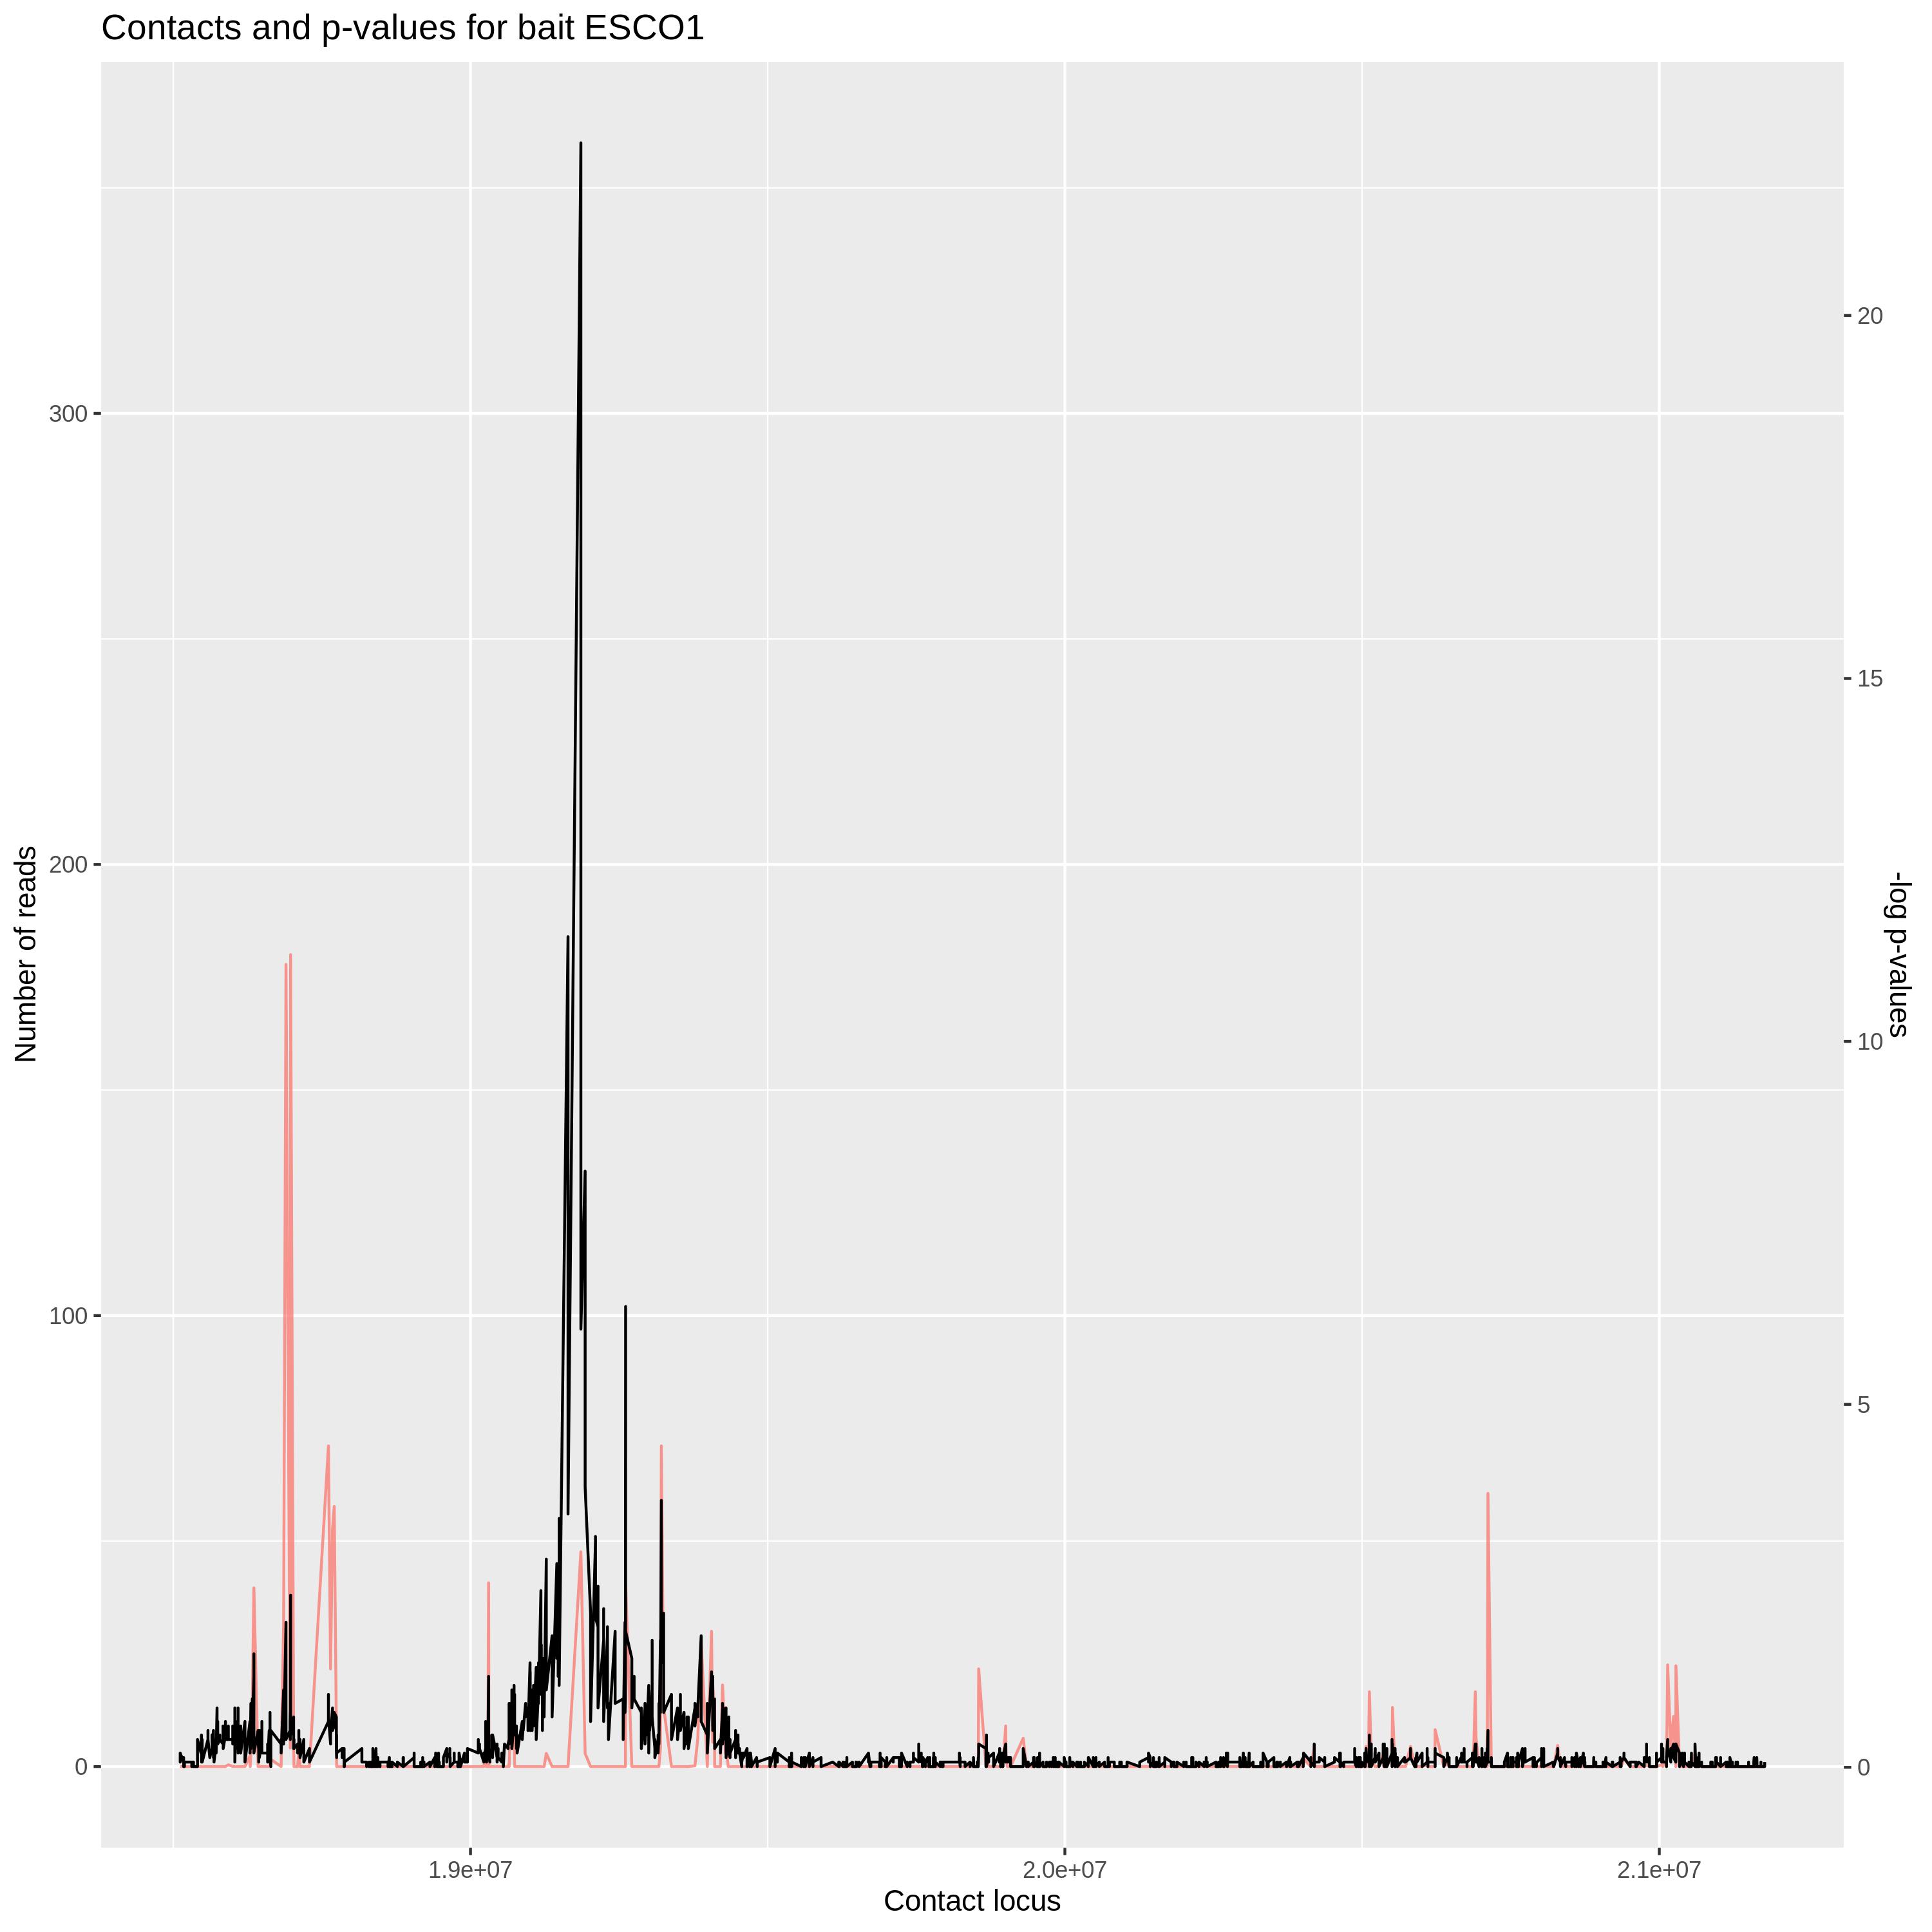 Contacts and p-values for bait ESCO1
Number of reads
300
200
100
0
20
15
10
5
0
-log p-values
1.9e+07
2.0e+07
2.1e+07
Contact locus